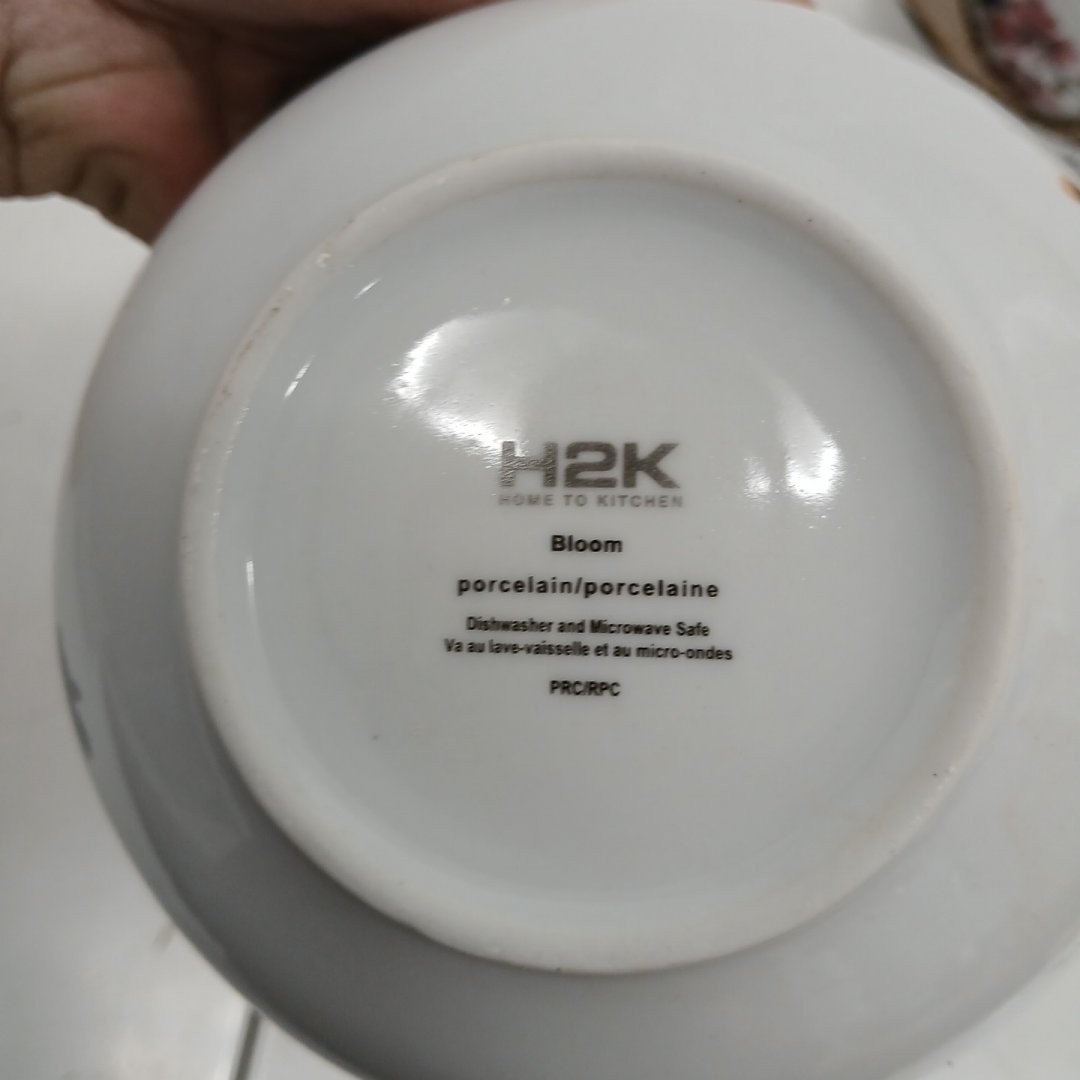 H2K
HOME TO KITCHEN
Bloom
porcelain/porcelaine
Dishwasher and Microwave Safe
Va au lave-vaisselle et au micro-ondes
PRC/RPC